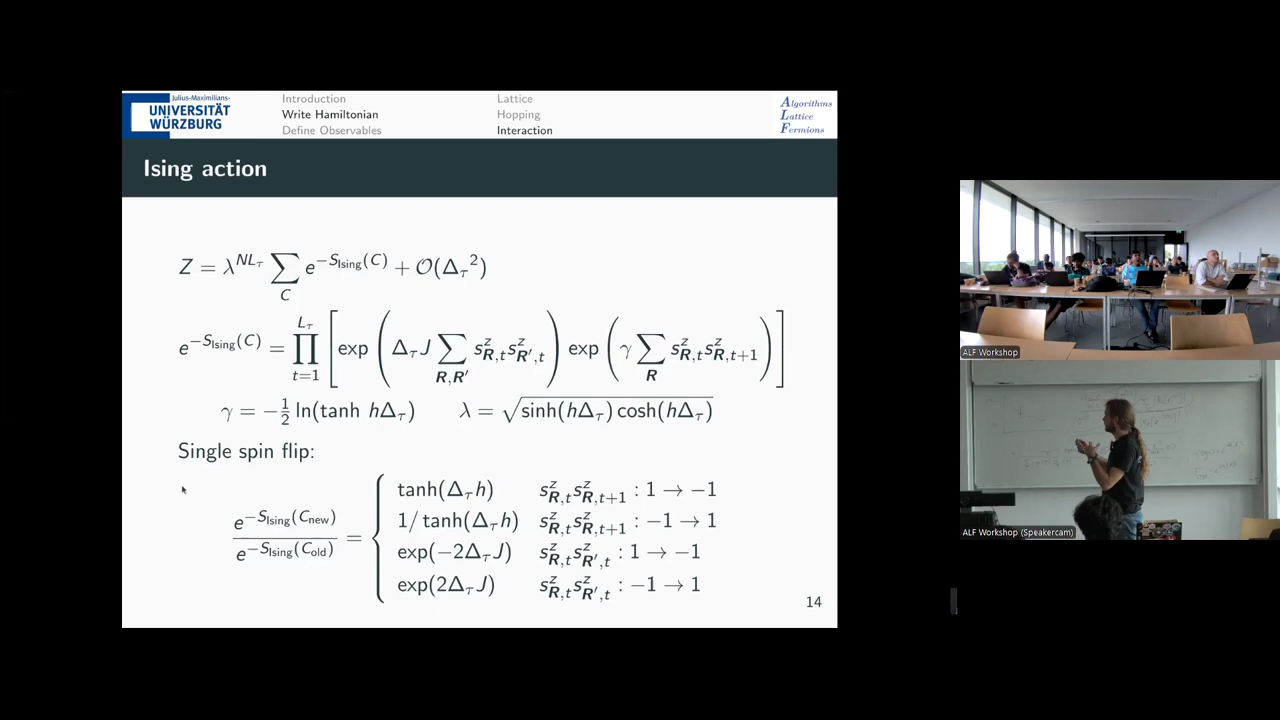 Julius-Maximilians-
UNIVERSITÄT
WÜRZBURG
Introduction
Write Hamiltonian
Define Observables
Lattice
Hopping
Interaction
Algorithms
Lattice
Fermions
Ising action
Z = λ^{NL_τ} ∑_C e^{−S_Ising(C)} + 𝒪(Δ_τ²)
e^{−S_Ising(C)} = ∏_{t=1}^{L_τ} [ exp ( Δ_τ J ∑_{R,R′} s^z_{R,t} s^z_{R′,t} ) exp ( γ ∑_R s^z_{R,t} s^z_{R,t+1} ) ]
γ = −½ ln(tanh hΔ_τ) λ = √(sinh(hΔ_τ) cosh(hΔ_τ))
Single spin flip:
e^{−S_Ising(C_new)} / e^{−S_Ising(C_old)} = {
tanh(Δ_τ h) s^z_{R,t} s^z_{R,t+1} : 1 → −1
1/ tanh(Δ_τ h) s^z_{R,t} s^z_{R,t+1} : −1 → 1
exp(−2Δ_τ J) s^z_{R,t} s^z_{R′,t} : 1 → −1
exp(2Δ_τ J) s^z_{R,t} s^z_{R′,t} : −1 → 1
14
ALF Workshop
ALF Workshop (Speakercam)